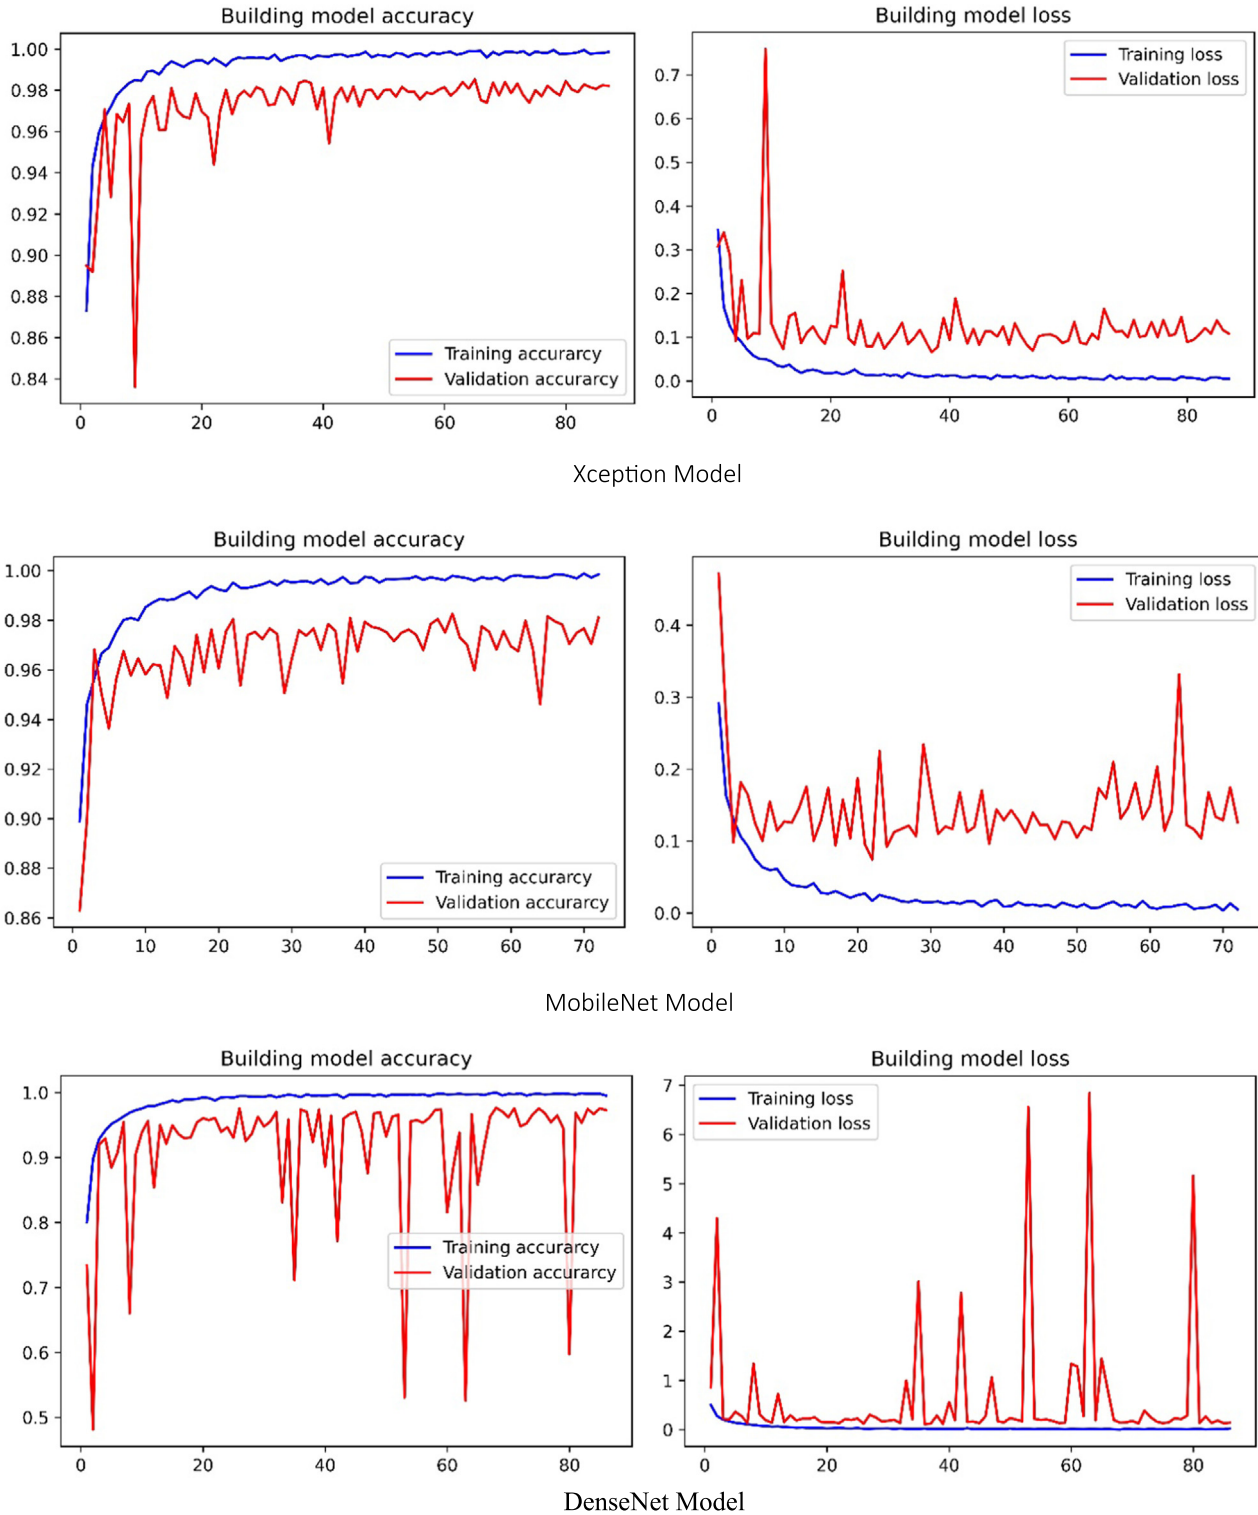 Building model accuracy
1.00
0.98
0.96
0.94
0.92
0.90
0.88
0.86
0.84
Training accurarcy
Validation accurarcy
0 20 40 60 80
Building model loss
Training loss
Validation loss
0.7
0.6
0.5
0.4
0.3
0.2
0.1
0.0
0 20 40 60 80
Xception Model
Building model accuracy
1.00
0.98
0.96
0.94
0.92
0.90
0.88
0.86
Training accurarcy
Validation accurarcy
0 10 20 30 40 50 60 70
Building model loss
Training loss
Validation loss
0.4
0.3
0.2
0.1
0.0
0 10 20 30 40 50 60 70
MobileNet Model
Building model accuracy
1.0
0.9
0.8
0.7
0.6
0.5
Training accurarcy
Validation accurarcy
0 20 40 60 80
Building model loss
7
Training loss
Validation loss
6
5
4
3
2
1
0
0 20 40 60 80
DenseNet Model